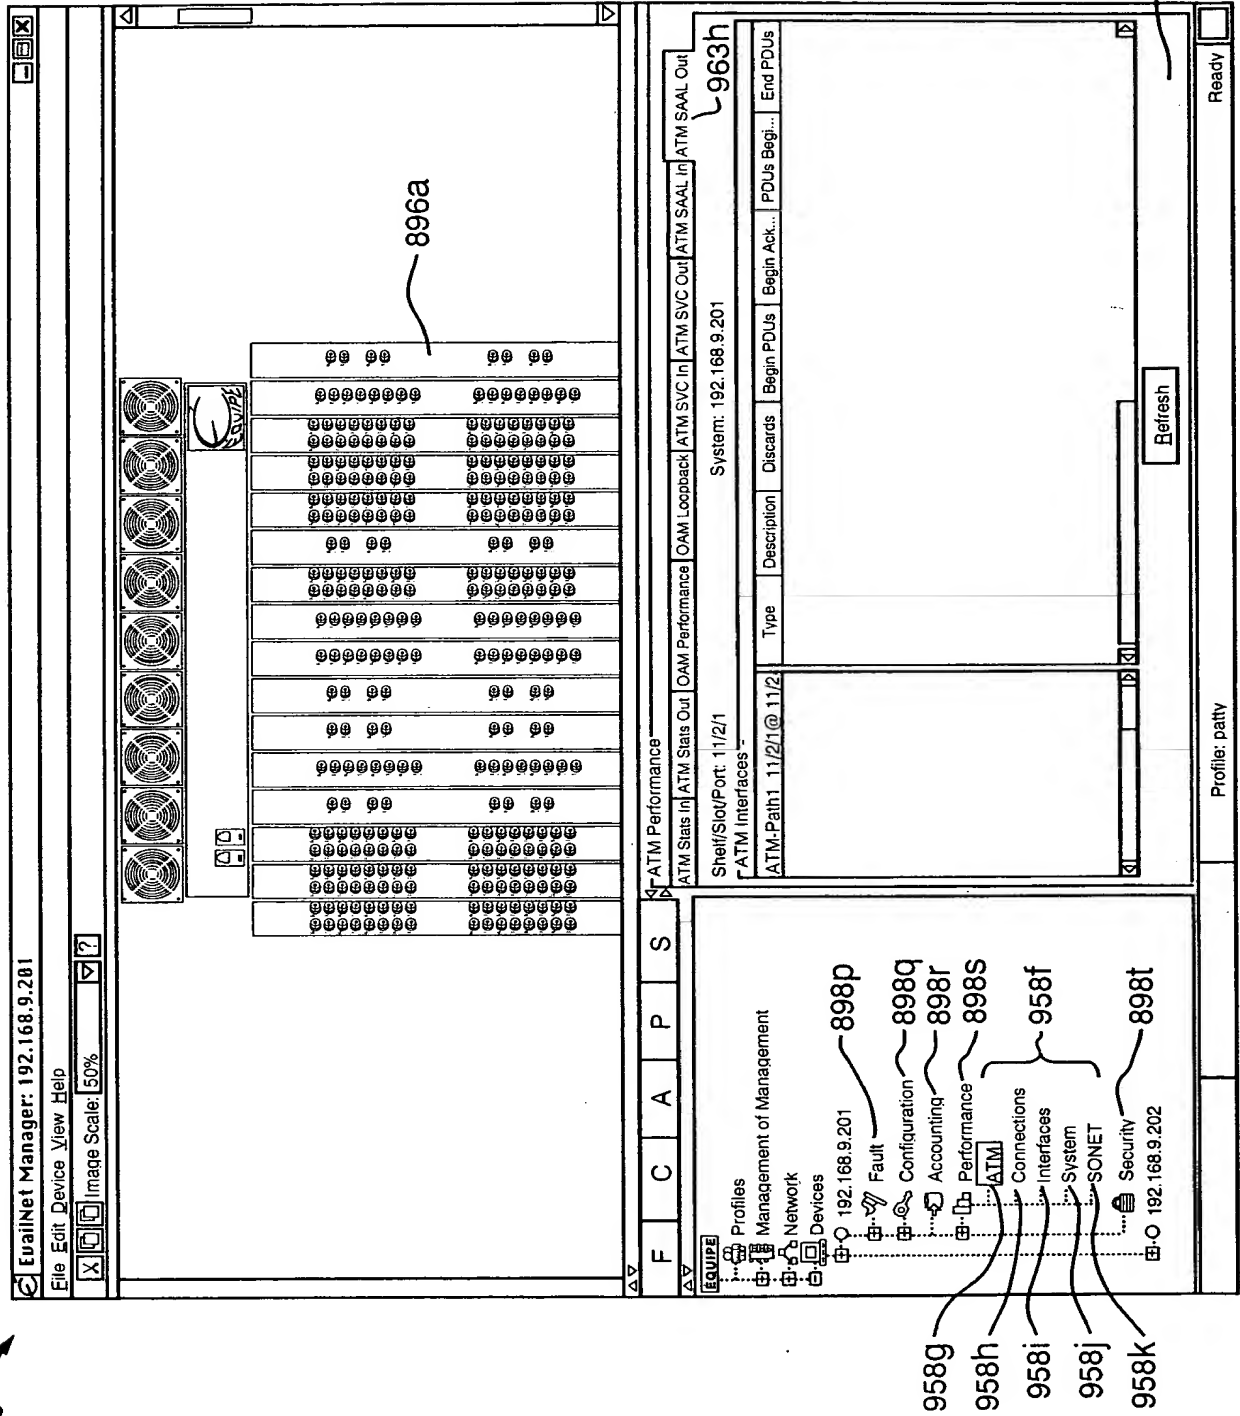 EvailNet Manager: 192.168.9.201
File Edit Device View Help
Image Scale: 50% ?
896a
F C A P S
EQUIPE
Profiles
Management of Management
Network
Devices
192.168.9.201
Fault
Configuration
Accounting
Performance
ATM
Connections
Interfaces
System
SONET
Security
192.168.9.202
898p
898q
898r
898s
958f
898t
958g
958h
958i
958j
958k
ATM Performance
ATM Stats In ATM Stats Out OAM Performance OAM Loopback ATM SVC In ATM SVC Out ATM SAAL In ATM SAAL Out
963h
Shelf/Slot/Port: 11/2/1 System: 192.168.9.201
ATM Interfaces -
ATM-Path1 11/2/1@ 11/2
Type Description Discards Begin PDUs Begin Ack... PDUs Begi... End PDUs
Refresh
Profile: patty Ready